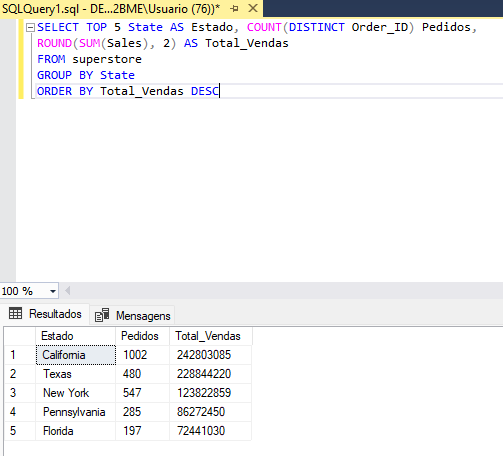 SQLQuery1.sql - DE...2BME\Usuario (76))*
SELECT TOP 5 State AS Estado, COUNT(DISTINCT Order_ID) Pedidos,
ROUND(SUM(Sales), 2) AS Total_Vendas
FROM superstore
GROUP BY State
ORDER BY Total_Vendas DESC
100 %
Resultados Mensagens
Estado Pedidos Total_Vendas
1 California 1002 242803085
2 Texas 480 228844220
3 New York 547 123822859
4 Pennsylvania 285 86272450
5 Florida 197 72441030